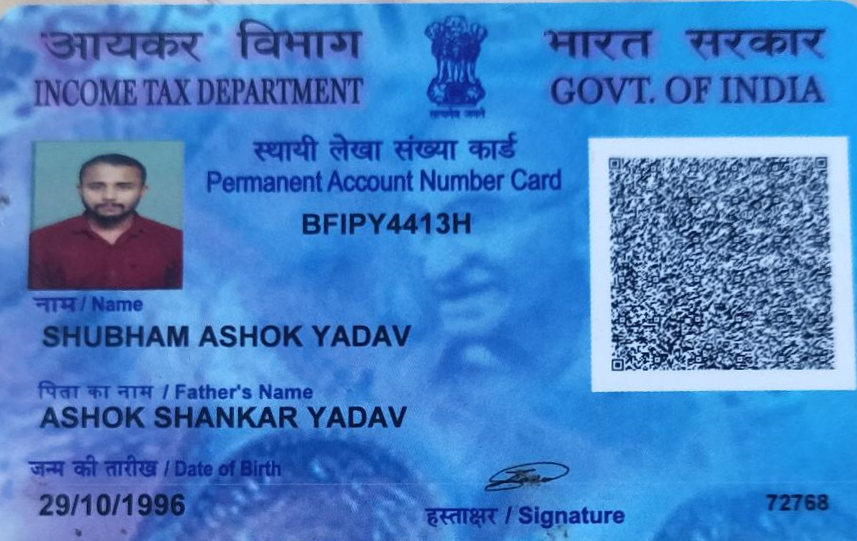 आयकर विभाग
INCOME TAX DEPARTMENT
भारत सरकार
GOVT. OF INDIA
सत्यमेव जयते
स्थायी लेखा संख्या कार्ड
Permanent Account Number Card
BFIPY4413H
नाम / Name
SHUBHAM ASHOK YADAV
पिता का नाम / Father's Name
ASHOK SHANKAR YADAV
जन्म की तारीख / Date of Birth
29/10/1996
हस्ताक्षर / Signature
72768